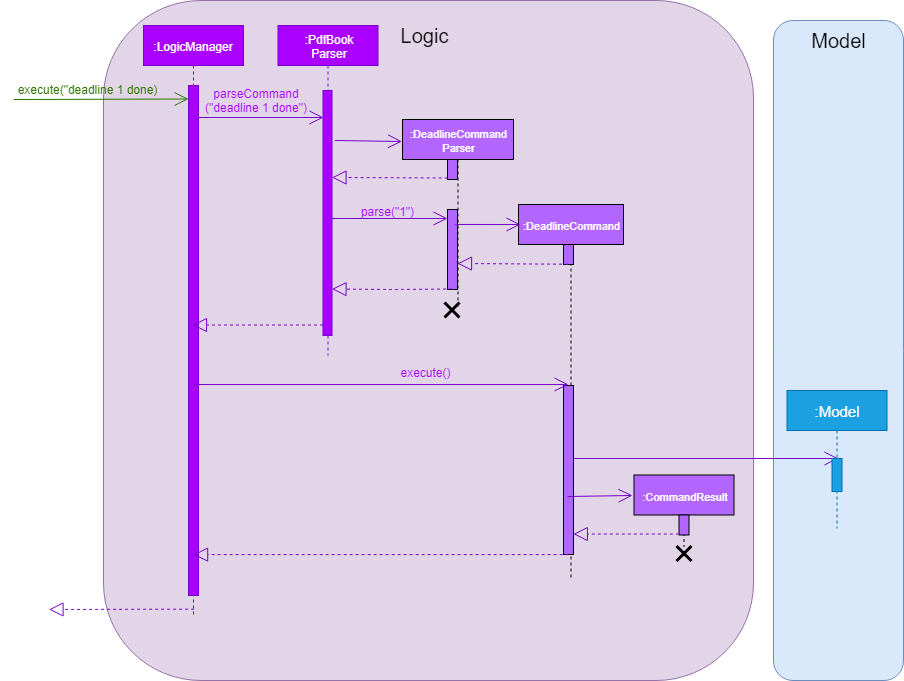 Logic
Model
:LogicManager
:PdfBook
Parser
execute("deadline 1 done)
parseCommand
("deadline 1 done")
:DeadlineCommand
Parser
parse("1")
:DeadlineCommand
execute()
:Model
:CommandResult